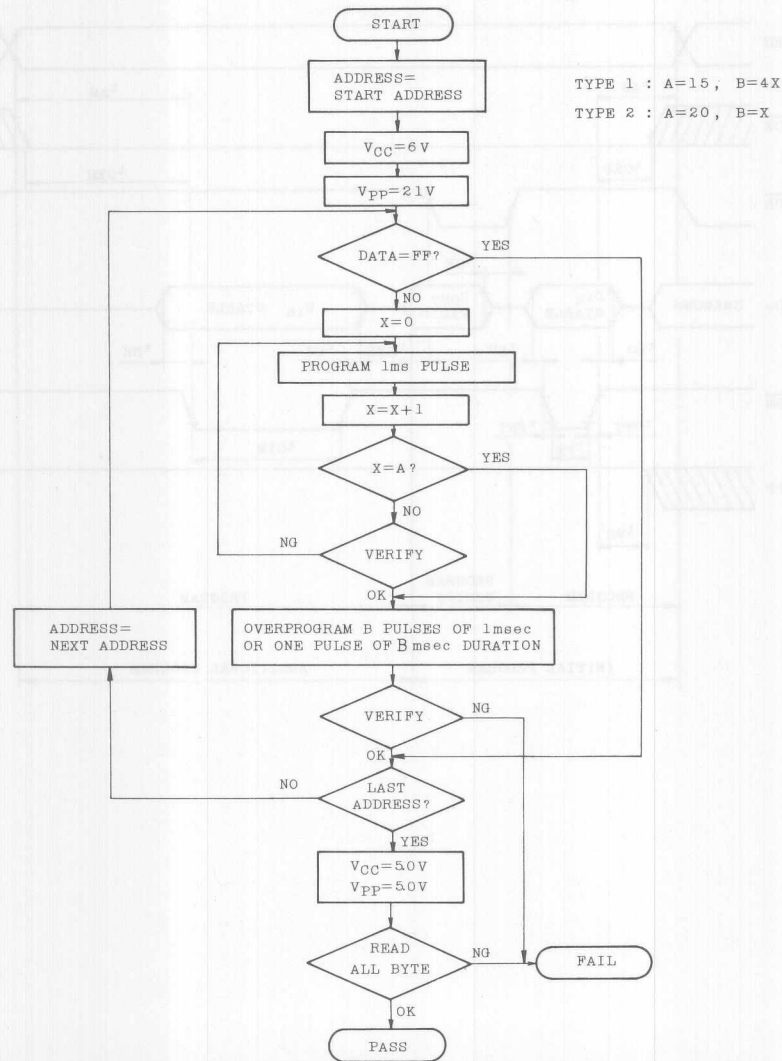 START
ADDRESS=
START ADDRESS
TYPE 1 : A=15, B=4X
TYPE 2 : A=20, B=X
VCC=6V
VPP=21V
DATA=FF?
YES
NO
X=0
PROGRAM 1ms PULSE
X=X+1
X=A?
YES
NO
NG
VERIFY
OK
ADDRESS=
NEXT ADDRESS
OVERPROGRAM B PULSES OF 1msec
OR ONE PULSE OF B msec DURATION
VERIFY
NG
OK
NO
LAST
ADDRESS?
YES
VCC=5.0V
VPP=5.0V
READ
ALL BYTE
NG
FAIL
OK
PASS